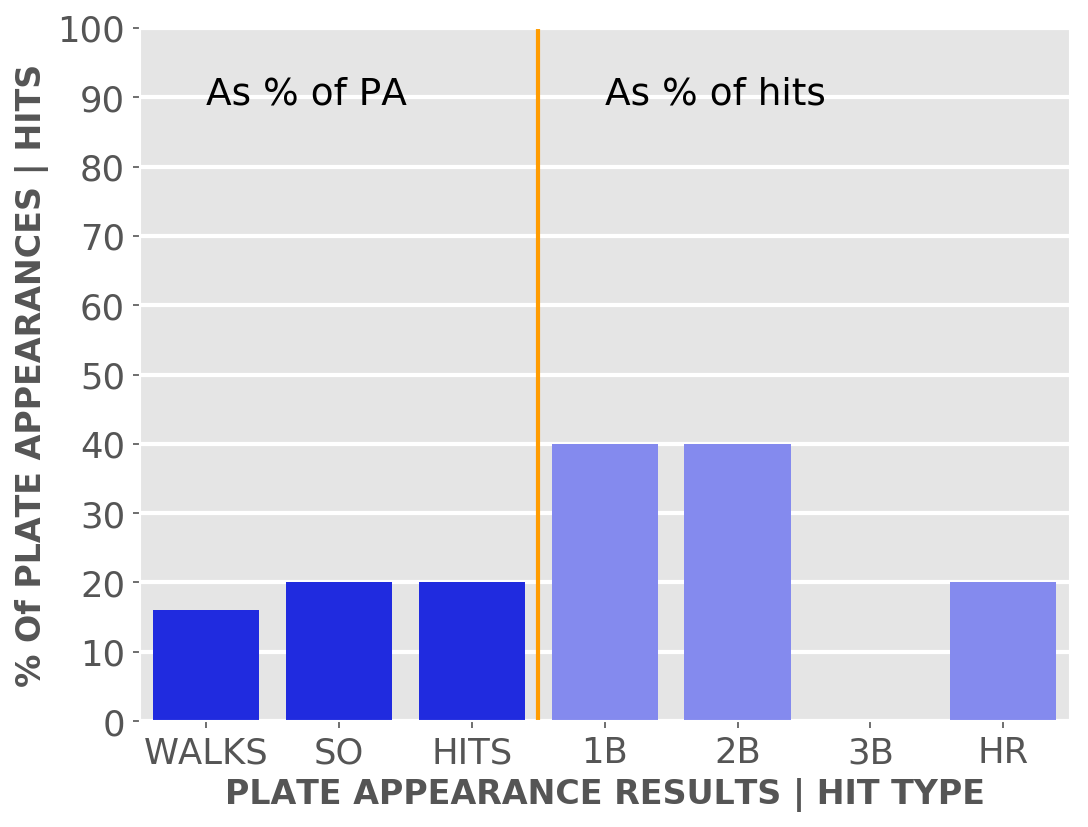 % Of PLATE APPEARANCES | HITS
100
90
80
70
60
50
40
30
20
10
0
As % of PA
As % of hits
WALKS SO HITS 1B 2B 3B HR
PLATE APPEARANCE RESULTS | HIT TYPE